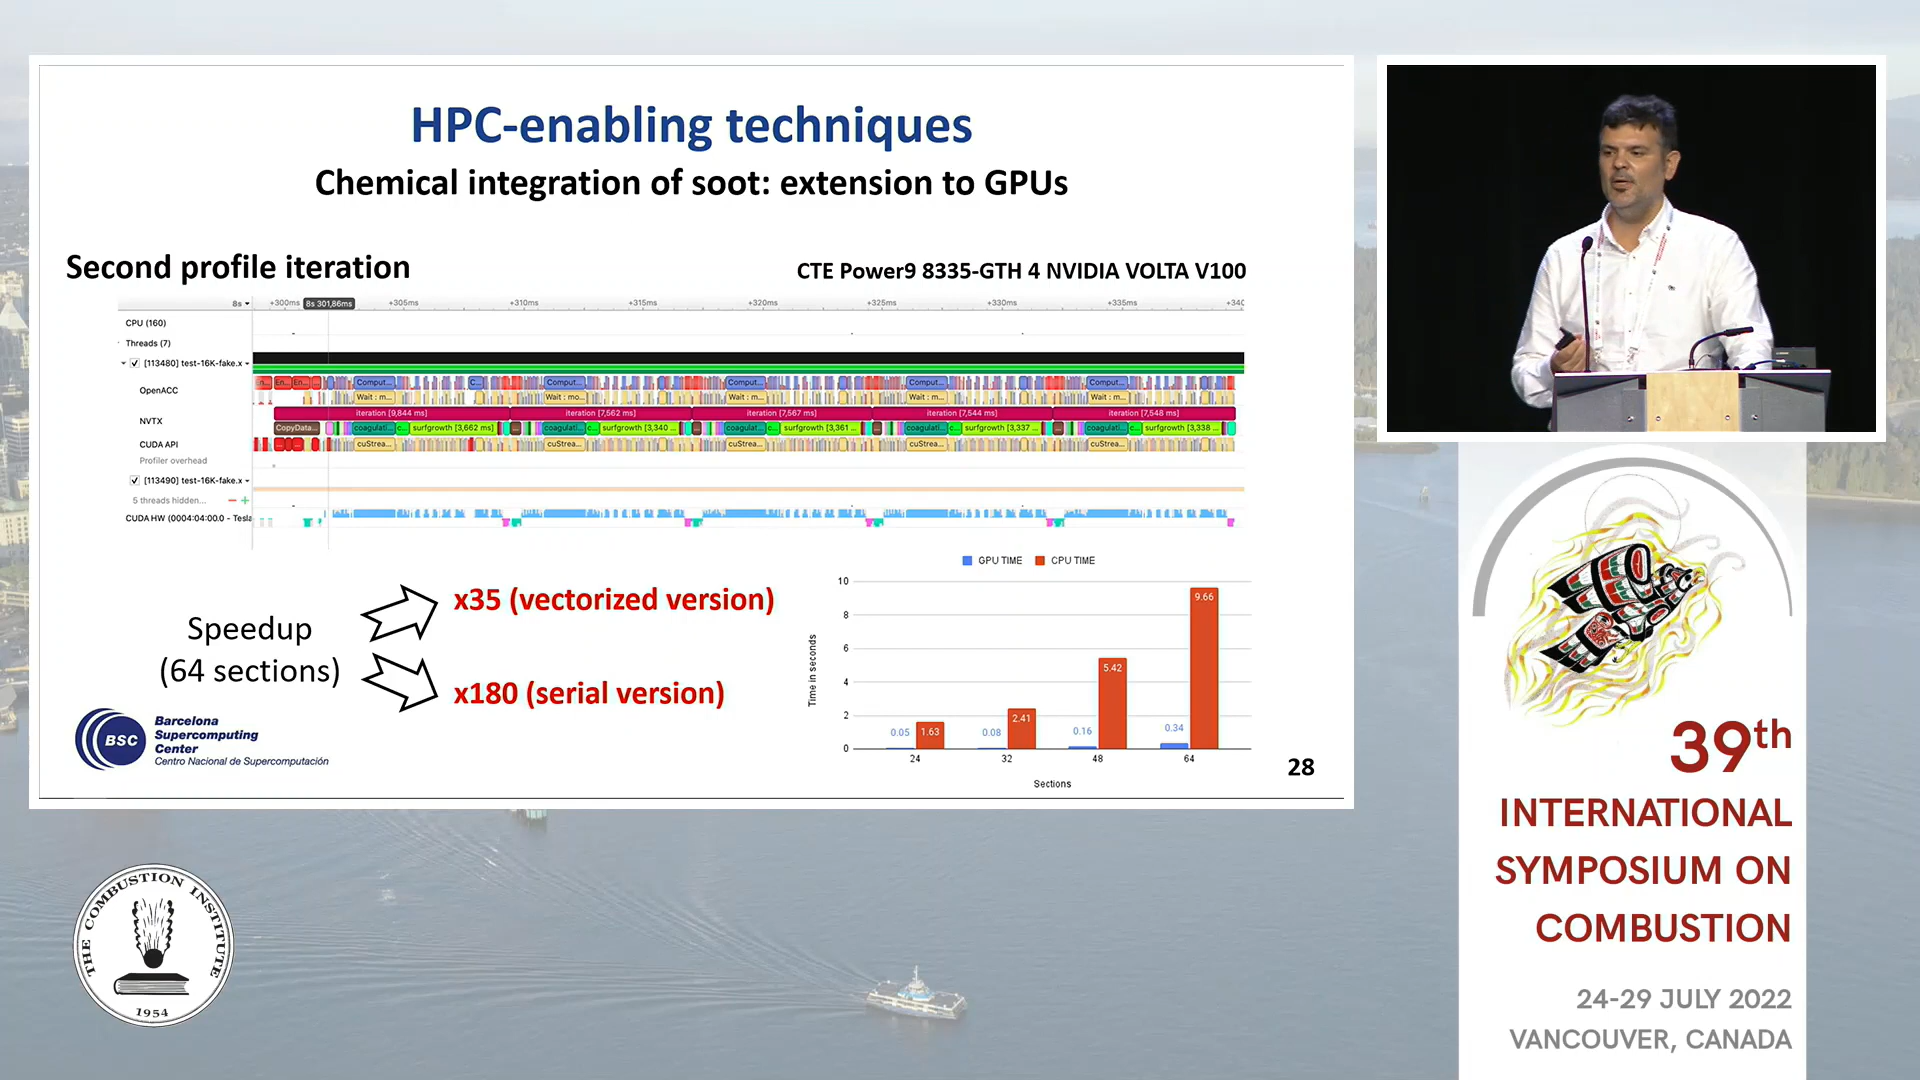 HPC-enabling techniques
Chemical integration of soot: extension to GPUs
Second profile iteration
CTE Power9 8335-GTH 4 NVIDIA VOLTA V100
8s +300ms 8s 301,86ms +305ms +310ms +315ms +320ms +325ms +330ms +335ms +340
CPU (160)
Threads (7)
[113480] test-16K-fake.x
OpenACC
En... En... En... Comput... C... Comput... Comput... Comput... Comput...
Wait : m... Wait : mo... Wait : m... Wait : m... Wait : m...
NVTX
iteration [9,844 ms] iteration [7,562 ms] iteration [7,567 ms] iteration [7,544 ms] iteration [7,548 ms]
CopyData... coagulati... c... surfgrowth [3,662 ms] coagulati... c... surfgrowth [3,340 ... coagulat... c... surfgrowth [3,361 ... coagulati... c... surfgrowth [3,337 ... coagulati... c... surfgrowth [3,338 ...
CUDA API
cuStrea... cuStrea... cuStrea... cuStrea... cuStrea...
Profiler overhead
[113490] test-16K-fake.x
5 threads hidden... − +
CUDA HW (0004:04:00.0 - Tesla
Speedup
(64 sections)
x35 (vectorized version)
x180 (serial version)
GPU TIME CPU TIME
Time in seconds
10
8
6
4
2
0
0.05 1.63 0.08 2.41 0.16 5.42 0.34 9.66
24 32 48 64
Sections
BSC
Barcelona
Supercomputing
Center
Centro Nacional de Supercomputación
28
THE COMBUSTION INSTITUTE
1954
39th
INTERNATIONAL
SYMPOSIUM ON
COMBUSTION
24-29 JULY 2022
VANCOUVER, CANADA